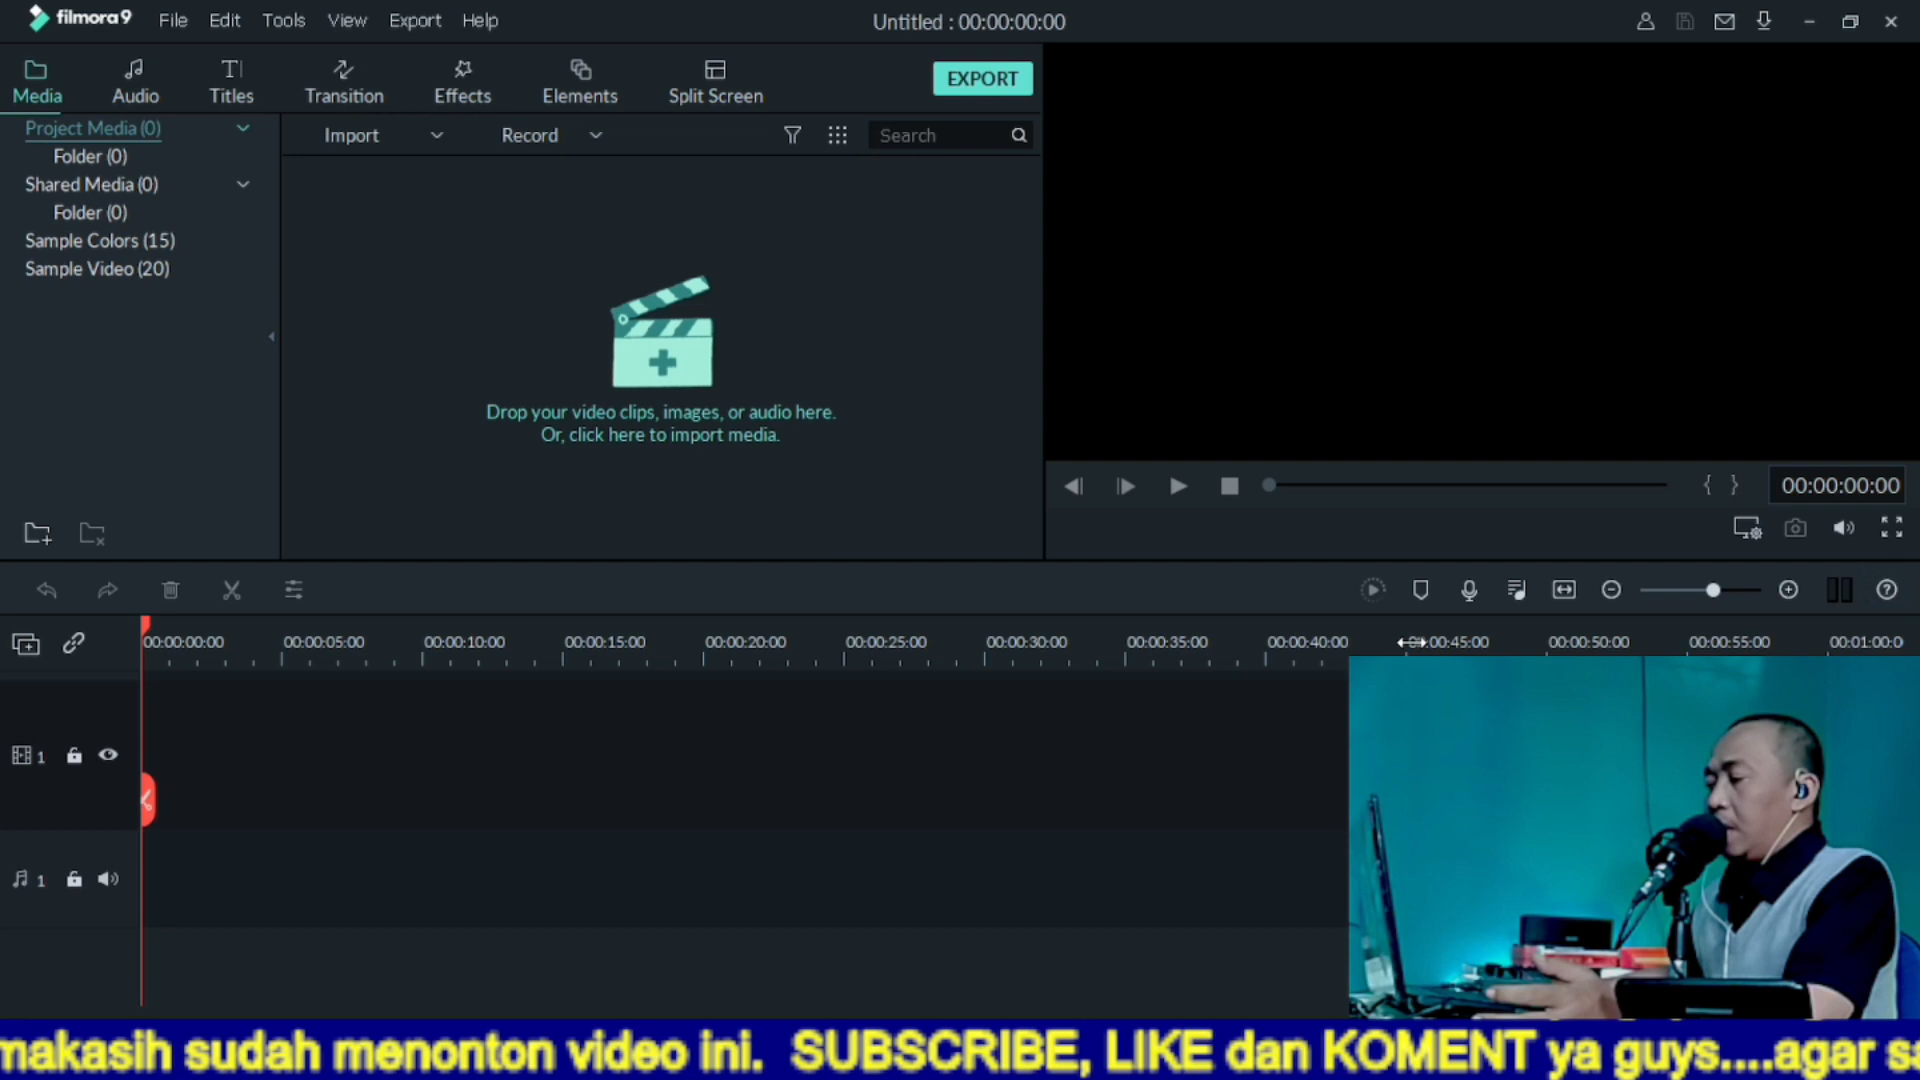 filmora9 File Edit Tools View Export Help Untitled : 00:00:00:00
Media Audio Titles Transition Effects Elements Split Screen EXPORT
Project Media (0)
Folder (0)
Shared Media (0)
Folder (0)
Sample Colors (15)
Sample Video (20)
Import Record Search
Drop your video clips, images, or audio here.
Or, click here to import media.
{ } 00:00:00:00
00:00:00:00 00:00:05:00 00:00:10:00 00:00:15:00 00:00:20:00 00:00:25:00 00:00:30:00 00:00:35:00 00:00:40:00 00:00:45:00 00:00:50:00 00:00:55:00 00:01:00:0
1
1
makasih sudah menonton video ini. SUBSCRIBE, LIKE dan KOMENT ya guys....agar sa